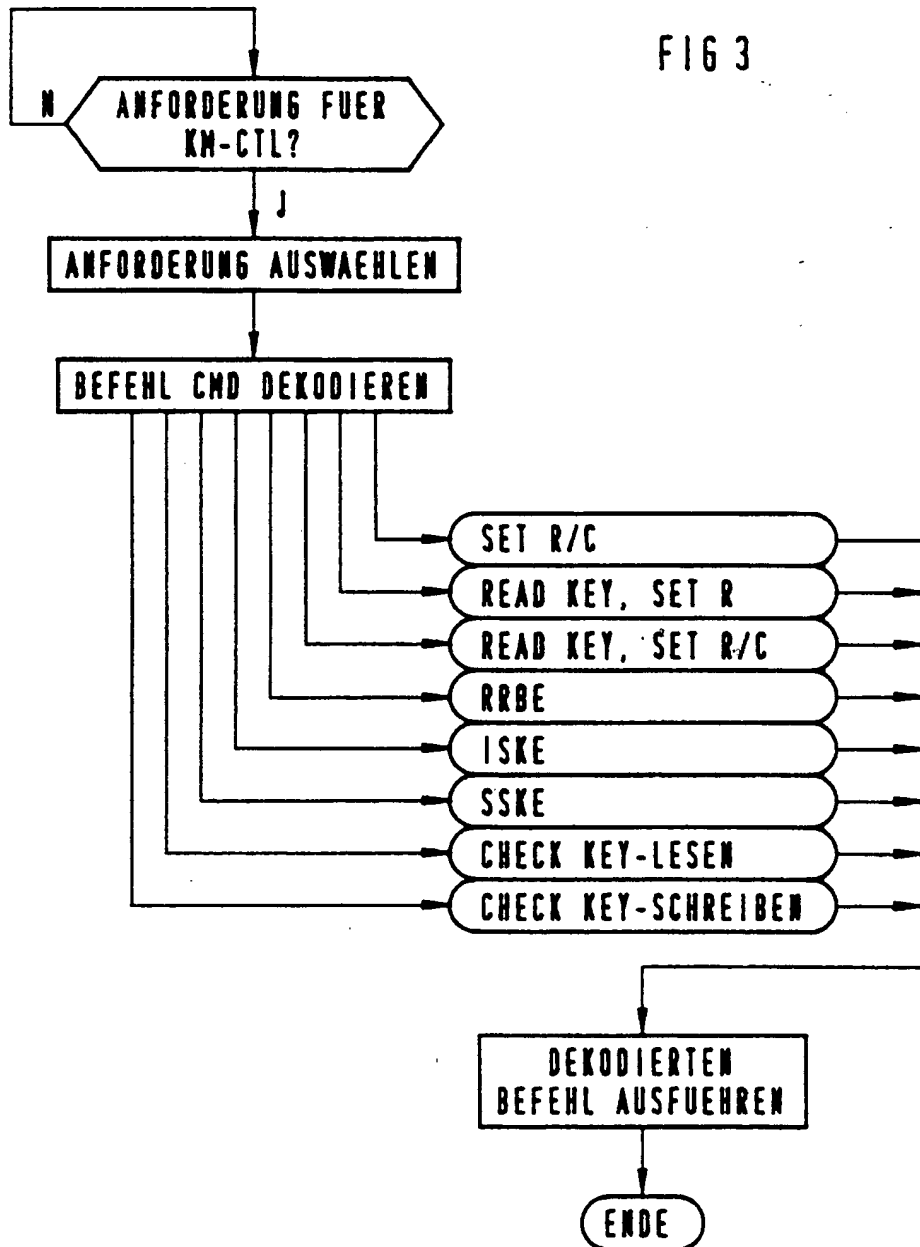 FIG 3
N
ANFORDERUNG FUER
KM-CTL?
J
ANFORDERUNG AUSWAEHLEN
BEFEHL CMD DEKODIEREN
SET R/C
READ KEY, SET R
READ KEY, SET R/C
RRBE
ISKE
SSKE
CHECK KEY-LESEN
CHECK KEY-SCHREIBEN
DEKODIERTEN
BEFEHL AUSFUEHREN
ENDE